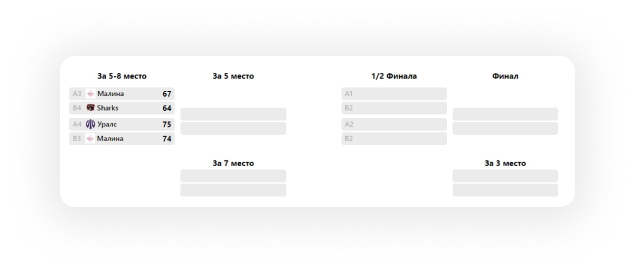 За 5-8 место
За 5 место
1/2 Финала
Финал
A3 Малина 67
B4 Sharks 64
A4 Уралс 75
B3 Малина 74
A1
B2
A2
B2
За 7 место
За 3 место